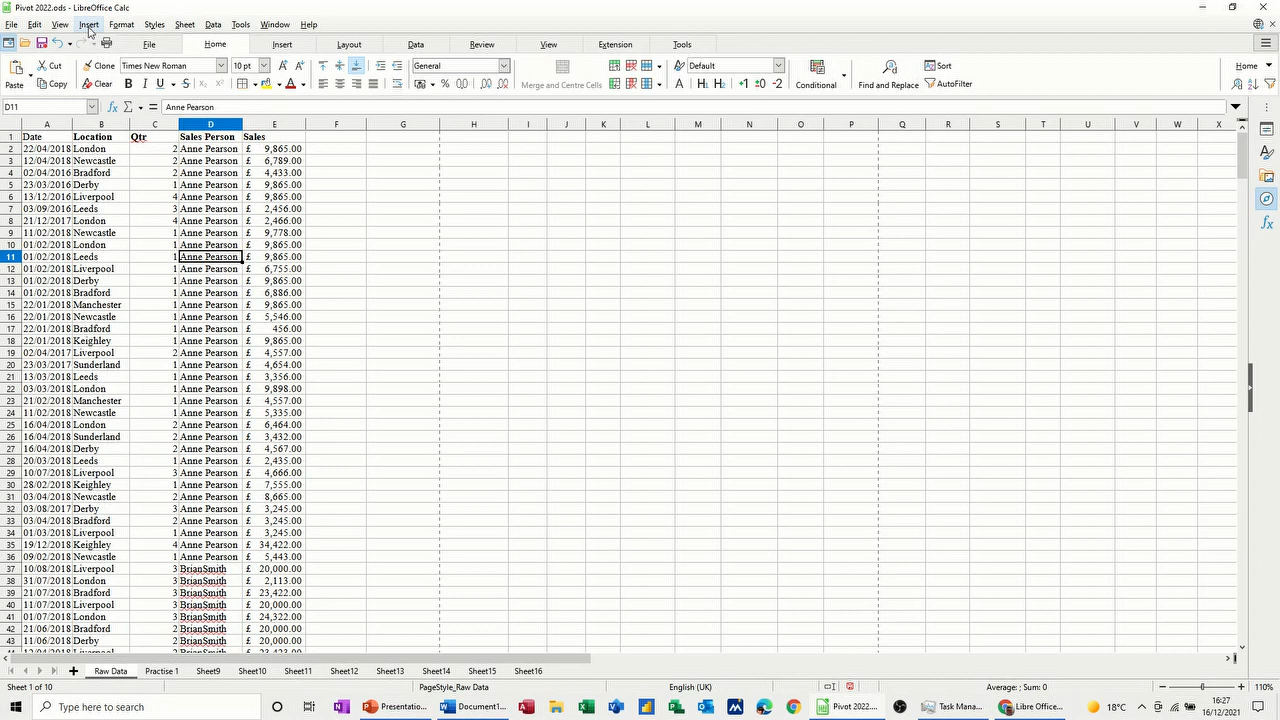 Pivot 2022.ods - LibreOffice Calc
File Edit View Insert Format Styles Sheet Data Tools Window Help
File Home Insert Layout Data Review View Extension Tools
Cut Clone Times New Roman 10 pt General Default Sort Home
Paste Copy Clear Merge and Centre Cells Conditional Find and Replace AutoFilter
D11 Anne Pearson
A B C D E F G H I J K L M N O P Q R S T U V W X
1 Date Location Qtr Sales Person Sales
2 22/04/2018 London 2 Anne Pearson £ 9,865.00
3 12/04/2018 Newcastle 2 Anne Pearson £ 6,789.00
4 02/04/2016 Bradford 2 Anne Pearson £ 4,433.00
5 23/03/2016 Derby 1 Anne Pearson £ 9,865.00
6 13/12/2016 Liverpool 4 Anne Pearson £ 9,865.00
7 03/09/2016 Leeds 3 Anne Pearson £ 2,456.00
8 21/12/2017 London 4 Anne Pearson £ 2,466.00
9 11/02/2018 Newcastle 1 Anne Pearson £ 9,778.00
10 01/02/2018 London 1 Anne Pearson £ 9,865.00
11 01/02/2018 Leeds 1 Anne Pearson £ 9,865.00
12 01/02/2018 Liverpool 1 Anne Pearson £ 6,755.00
13 01/02/2018 Derby 1 Anne Pearson £ 9,865.00
14 01/02/2018 Bradford 1 Anne Pearson £ 6,886.00
15 22/01/2018 Manchester 1 Anne Pearson £ 9,865.00
16 22/01/2018 Newcastle 1 Anne Pearson £ 5,546.00
17 22/01/2018 Bradford 1 Anne Pearson £ 456.00
18 22/01/2018 Keighley 1 Anne Pearson £ 9,865.00
19 02/04/2017 Liverpool 2 Anne Pearson £ 4,557.00
20 23/03/2017 Sunderland 1 Anne Pearson £ 4,654.00
21 13/03/2018 Leeds 1 Anne Pearson £ 3,356.00
22 03/03/2018 London 1 Anne Pearson £ 9,898.00
23 21/02/2018 Manchester 1 Anne Pearson £ 4,557.00
24 11/02/2018 Newcastle 1 Anne Pearson £ 5,335.00
25 16/04/2018 London 2 Anne Pearson £ 6,464.00
26 16/04/2018 Sunderland 2 Anne Pearson £ 3,432.00
27 16/04/2018 Derby 2 Anne Pearson £ 4,567.00
28 20/03/2018 Leeds 1 Anne Pearson £ 2,435.00
29 10/07/2018 Liverpool 3 Anne Pearson £ 4,666.00
30 28/02/2018 Keighley 1 Anne Pearson £ 7,555.00
31 03/04/2018 Newcastle 2 Anne Pearson £ 8,665.00
32 03/08/2017 Derby 3 Anne Pearson £ 3,245.00
33 03/04/2018 Bradford 2 Anne Pearson £ 3,245.00
34 01/03/2018 Liverpool 1 Anne Pearson £ 3,245.00
35 19/12/2018 Keighley 4 Anne Pearson £ 34,422.00
36 09/02/2018 Newcastle 1 Anne Pearson £ 5,443.00
37 10/08/2018 Liverpool 3 BrianSmith £ 20,000.00
38 31/07/2018 London 3 BrianSmith £ 2,113.00
39 21/07/2018 Bradford 3 BrianSmith £ 23,422.00
40 11/07/2018 Liverpool 3 BrianSmith £ 20,000.00
41 01/07/2018 London 3 BrianSmith £ 24,322.00
42 21/06/2018 Bradford 2 BrianSmith £ 20,000.00
43 11/06/2018 Derby 2 BrianSmith £ 20,000.00
Raw Data Practise 1 Sheet9 Sheet10 Sheet11 Sheet12 Sheet13 Sheet14 Sheet15 Sheet16
Sheet 1 of 10 PageStyle_Raw Data English (UK) Average: ; Sum: 0 110%
Type here to search Presentatio... Document1... Pivot 2022.... Task Mana... Libre Office... 18°C 16:27
16/12/2021